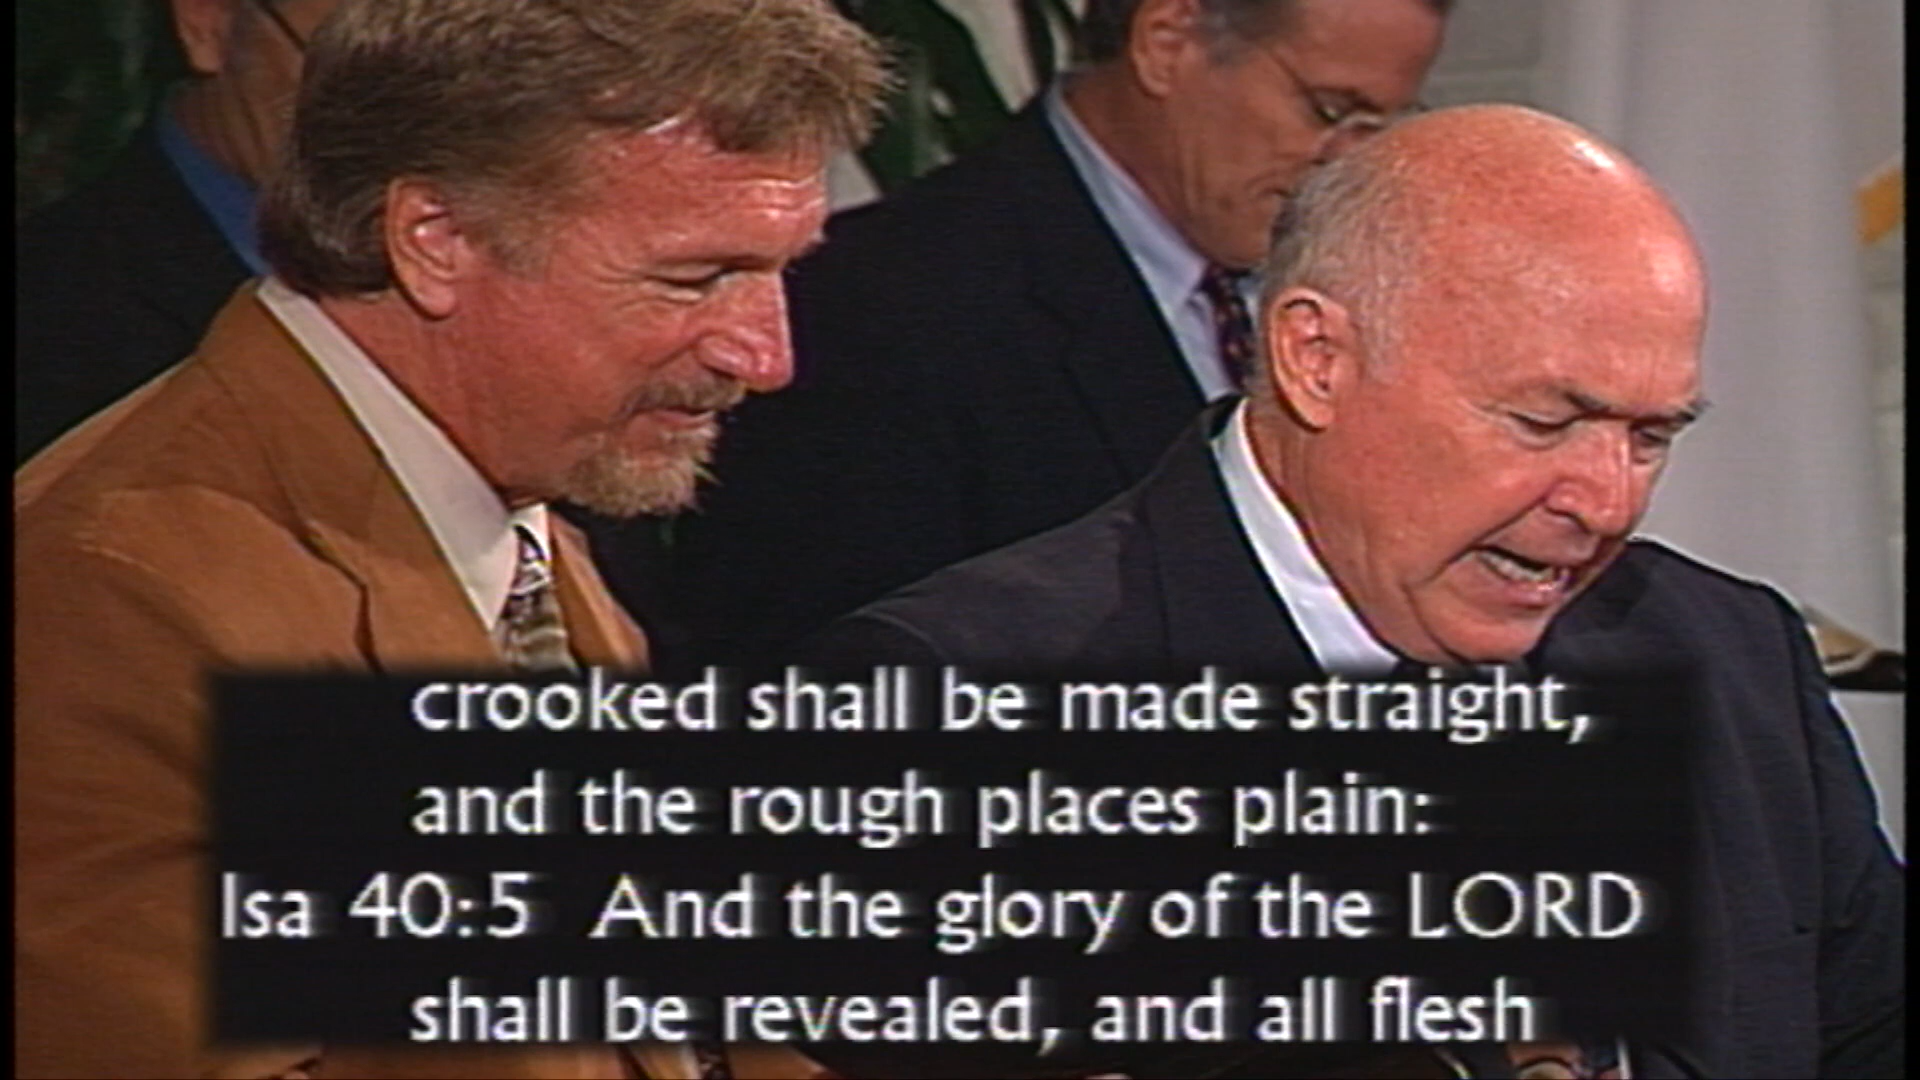 crooked shall be made straight,
and the rough places plain:
Isa 40:5 And the glory of the LORD
shall be revealed, and all flesh